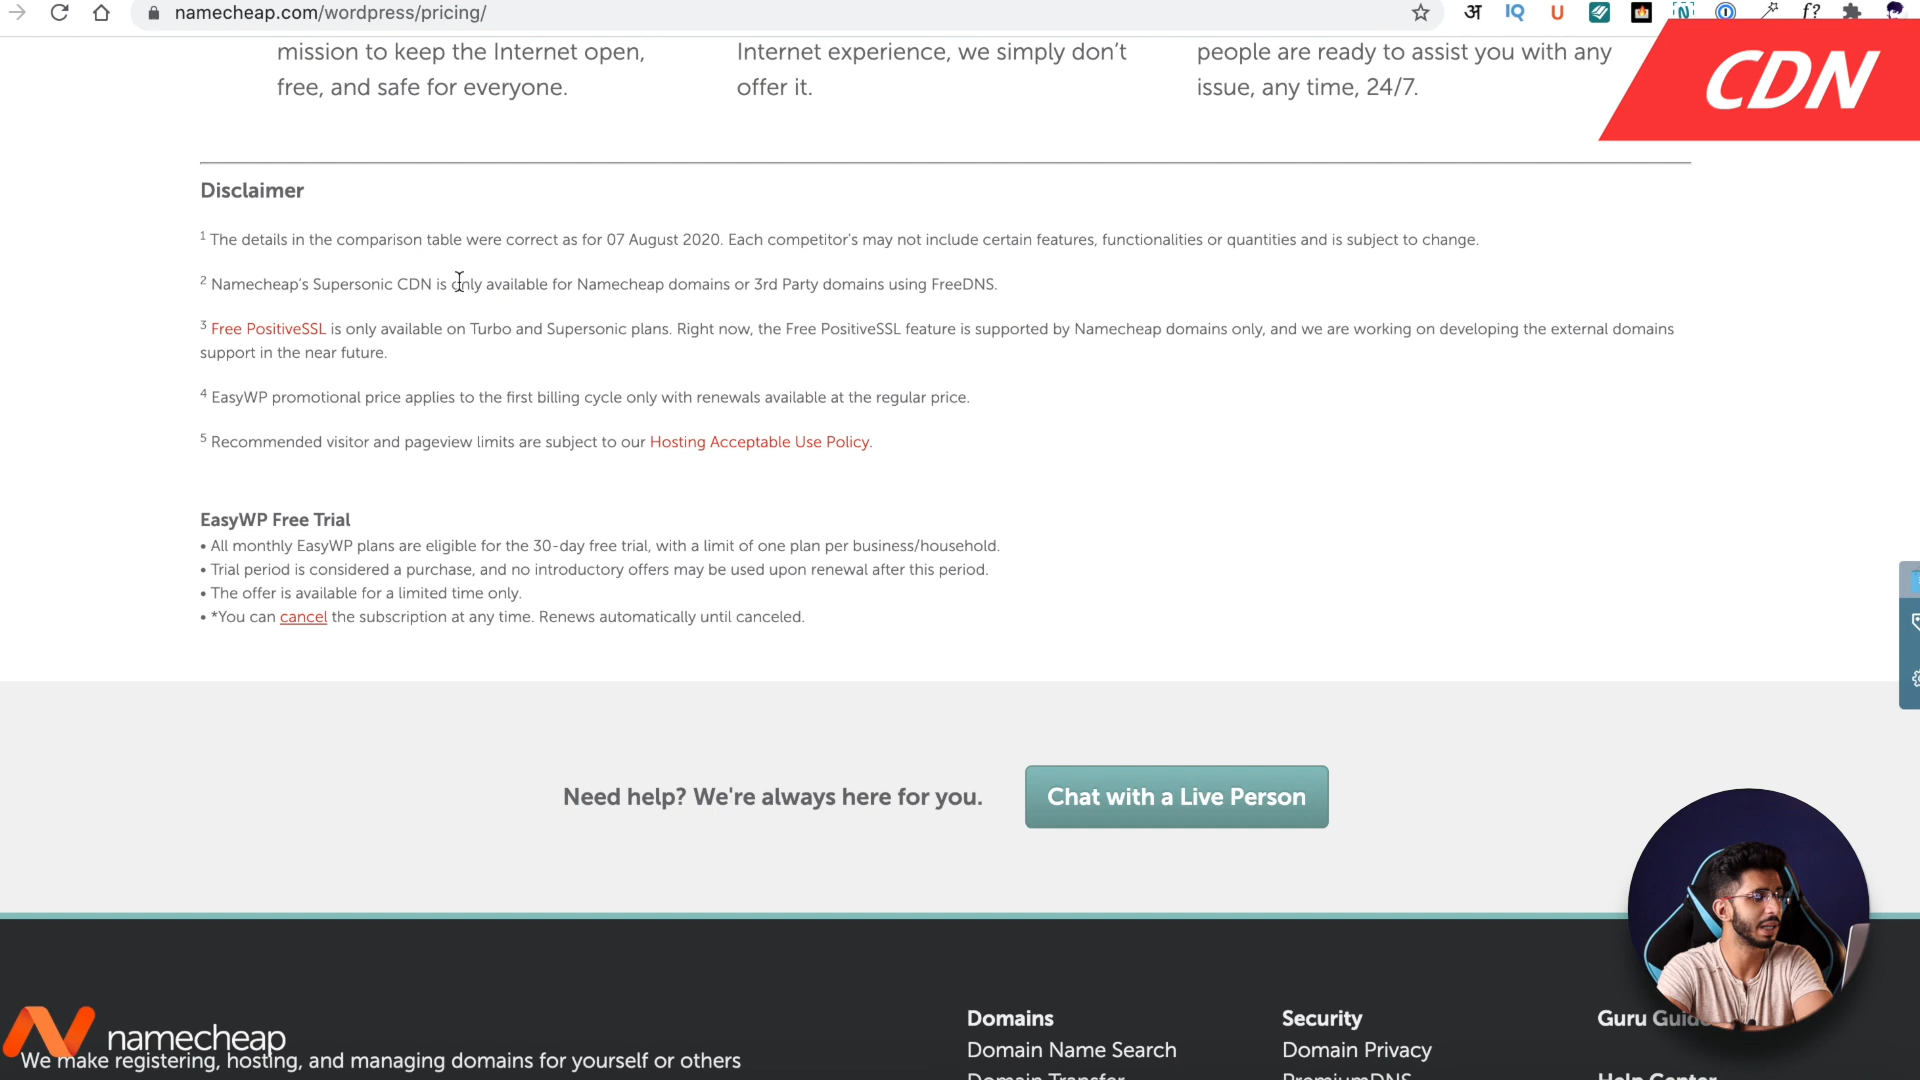 namecheap.com/wordpress/pricing/
अ IQ U f?
mission to keep the Internet open,
free, and safe for everyone.
Internet experience, we simply don’t
offer it.
people are ready to assist you with any
issue, any time, 24/7.
CDN
Disclaimer
1 The details in the comparison table were correct as for 07 August 2020. Each competitor's may not include certain features, functionalities or quantities and is subject to change.
2 Namecheap’s Supersonic CDN is only available for Namecheap domains or 3rd Party domains using FreeDNS.
3 Free PositiveSSL is only available on Turbo and Supersonic plans. Right now, the Free PositiveSSL feature is supported by Namecheap domains only, and we are working on developing the external domains
support in the near future.
4 EasyWP promotional price applies to the first billing cycle only with renewals available at the regular price.
5 Recommended visitor and pageview limits are subject to our Hosting Acceptable Use Policy.
EasyWP Free Trial
• All monthly EasyWP plans are eligible for the 30-day free trial, with a limit of one plan per business/household.
• Trial period is considered a purchase, and no introductory offers may be used upon renewal after this period.
• The offer is available for a limited time only.
• *You can cancel the subscription at any time. Renews automatically until canceled.
Need help? We're always here for you.
Chat with a Live Person
namecheap
We make registering, hosting, and managing domains for yourself or others
Domains
Domain Name Search
Domain Transfer
Security
Domain Privacy
PremiumDNS
Guru Guides
Help Center